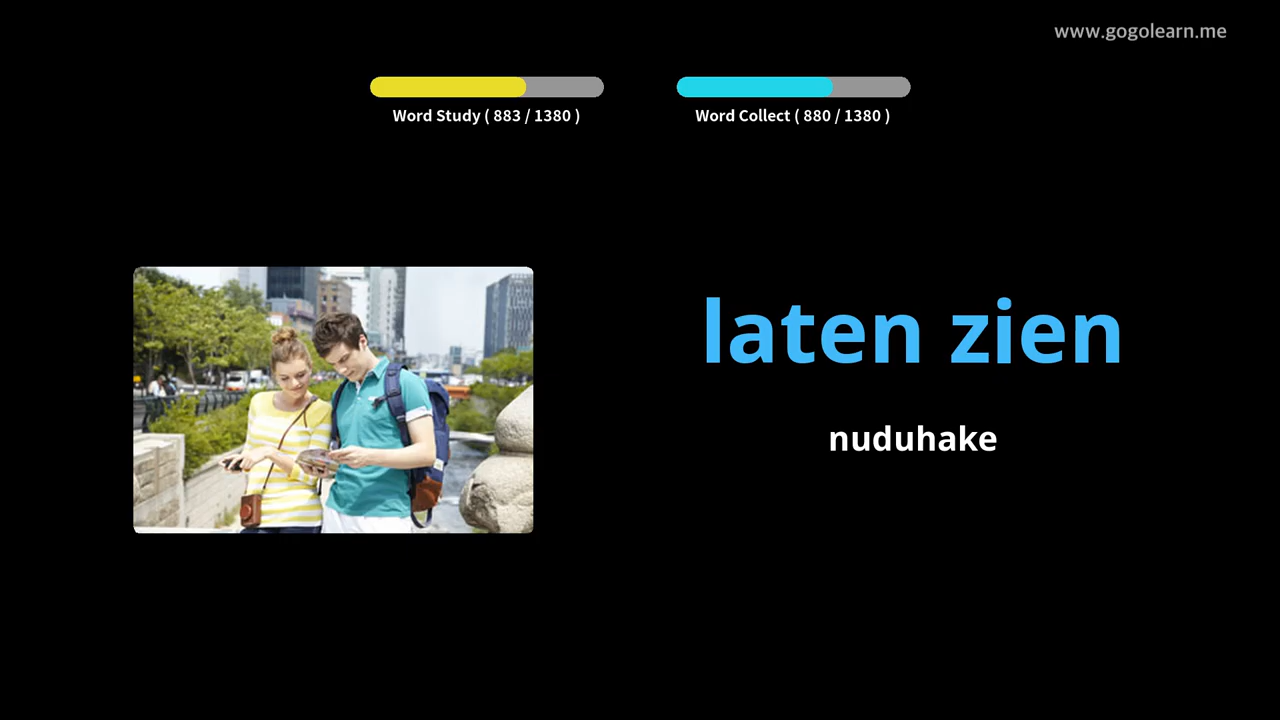 www.gogolearn.me
Word Study ( 883 / 1380 )
Word Collect ( 880 / 1380 )
laten zien
nuduhake